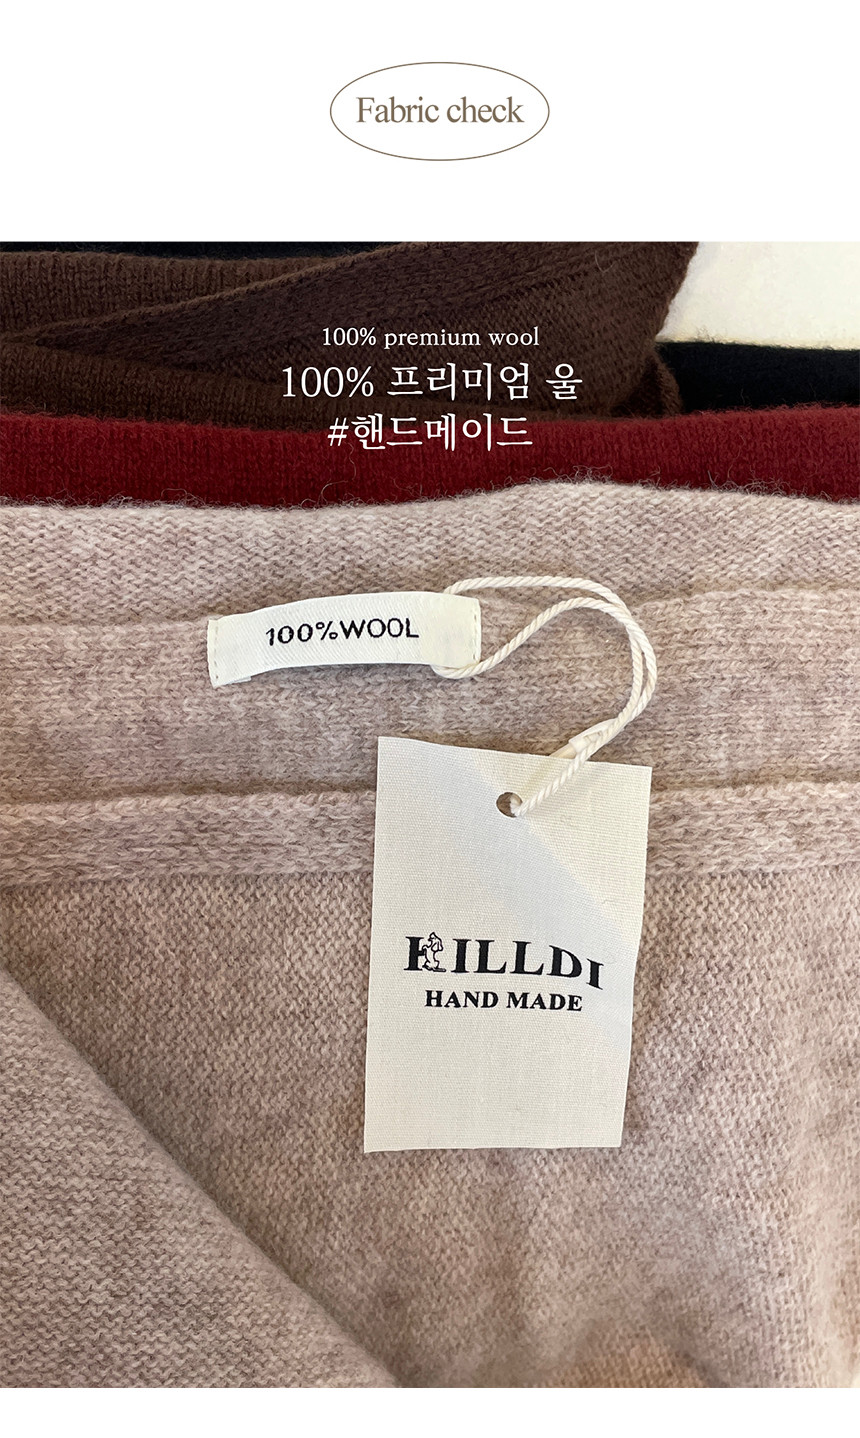 Fabric check
100% premium wool
100% 프리미엄 울
#핸드메이드
100%WOOL
HILLDI
HAND MADE